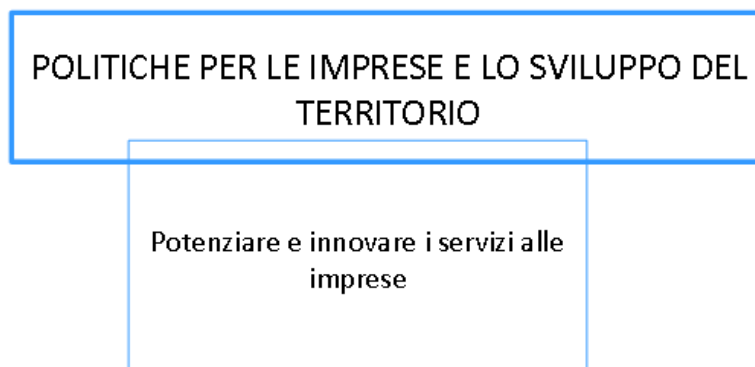 POLITICHE PER LE IMPRESE E LO SVILUPPO DEL
TERRITORIO
Potenziare e innovare i servizi alle
imprese